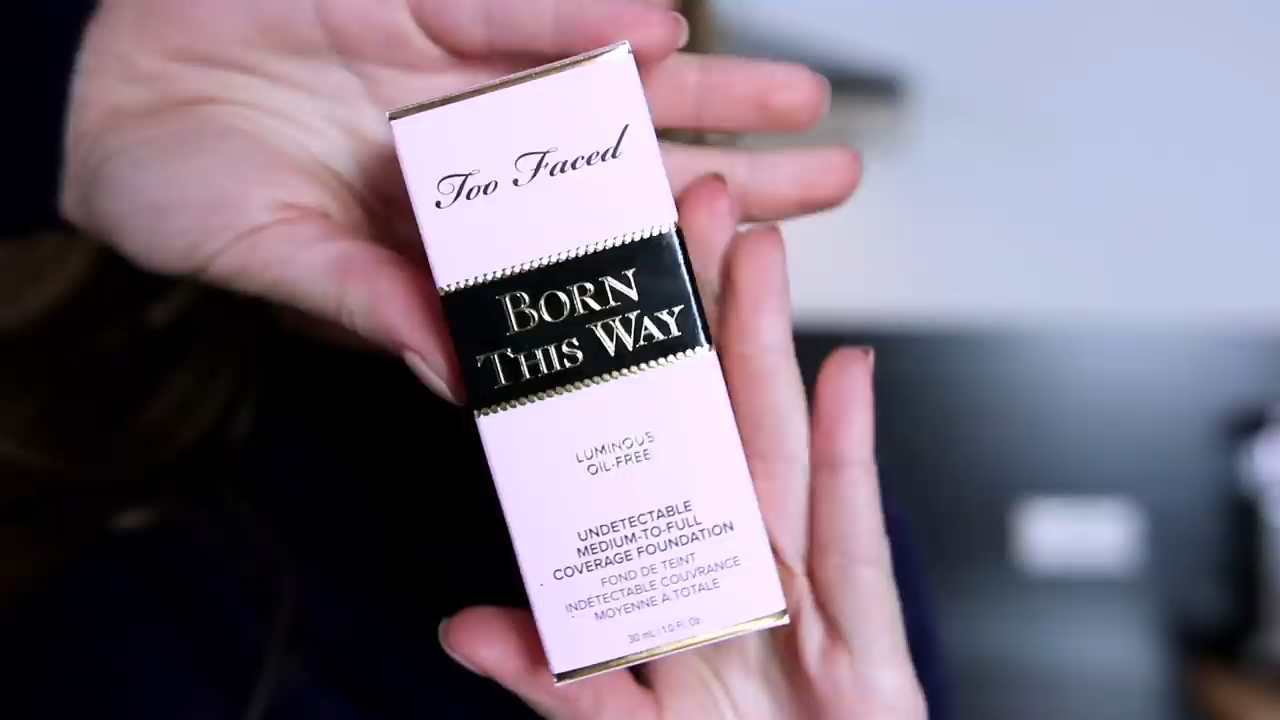 Too Faced
BORN
THIS WAY
LUMINOUS
OIL-FREE
UNDETECTABLE
MEDIUM-TO-FULL
COVERAGE FOUNDATION
FOND DE TEINT
INDÉTECTABLE COUVRANCE
MOYENNE À TOTALE
30 mL / 1.0 Fl. Oz.